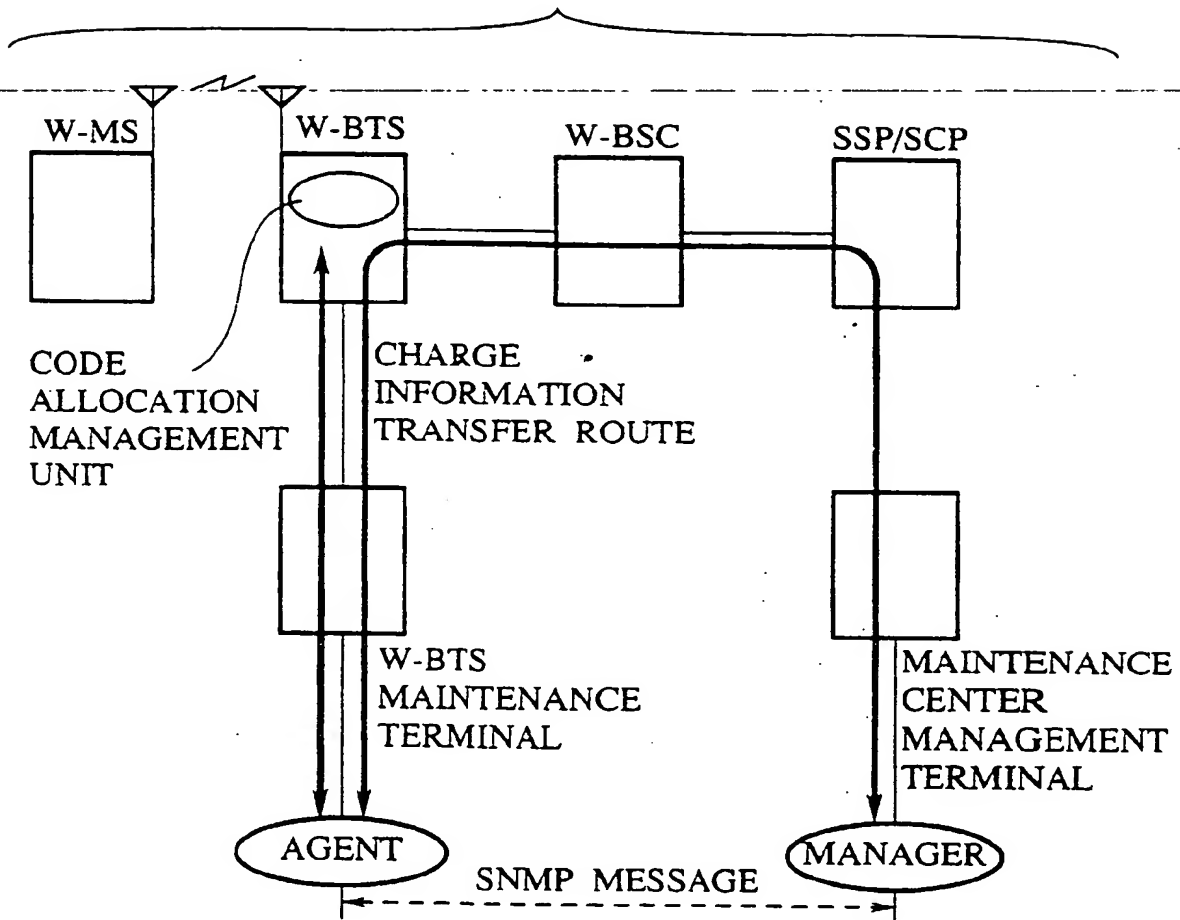 W-MS
W-BTS
W-BSC
SSP/SCP
CODE
ALLOCATION
MANAGEMENT
UNIT
CHARGE
INFORMATION
TRANSFER ROUTE
W-BTS
MAINTENANCE
TERMINAL
MAINTENANCE
CENTER
MANAGEMENT
TERMINAL
AGENT
MANAGER
SNMP MESSAGE